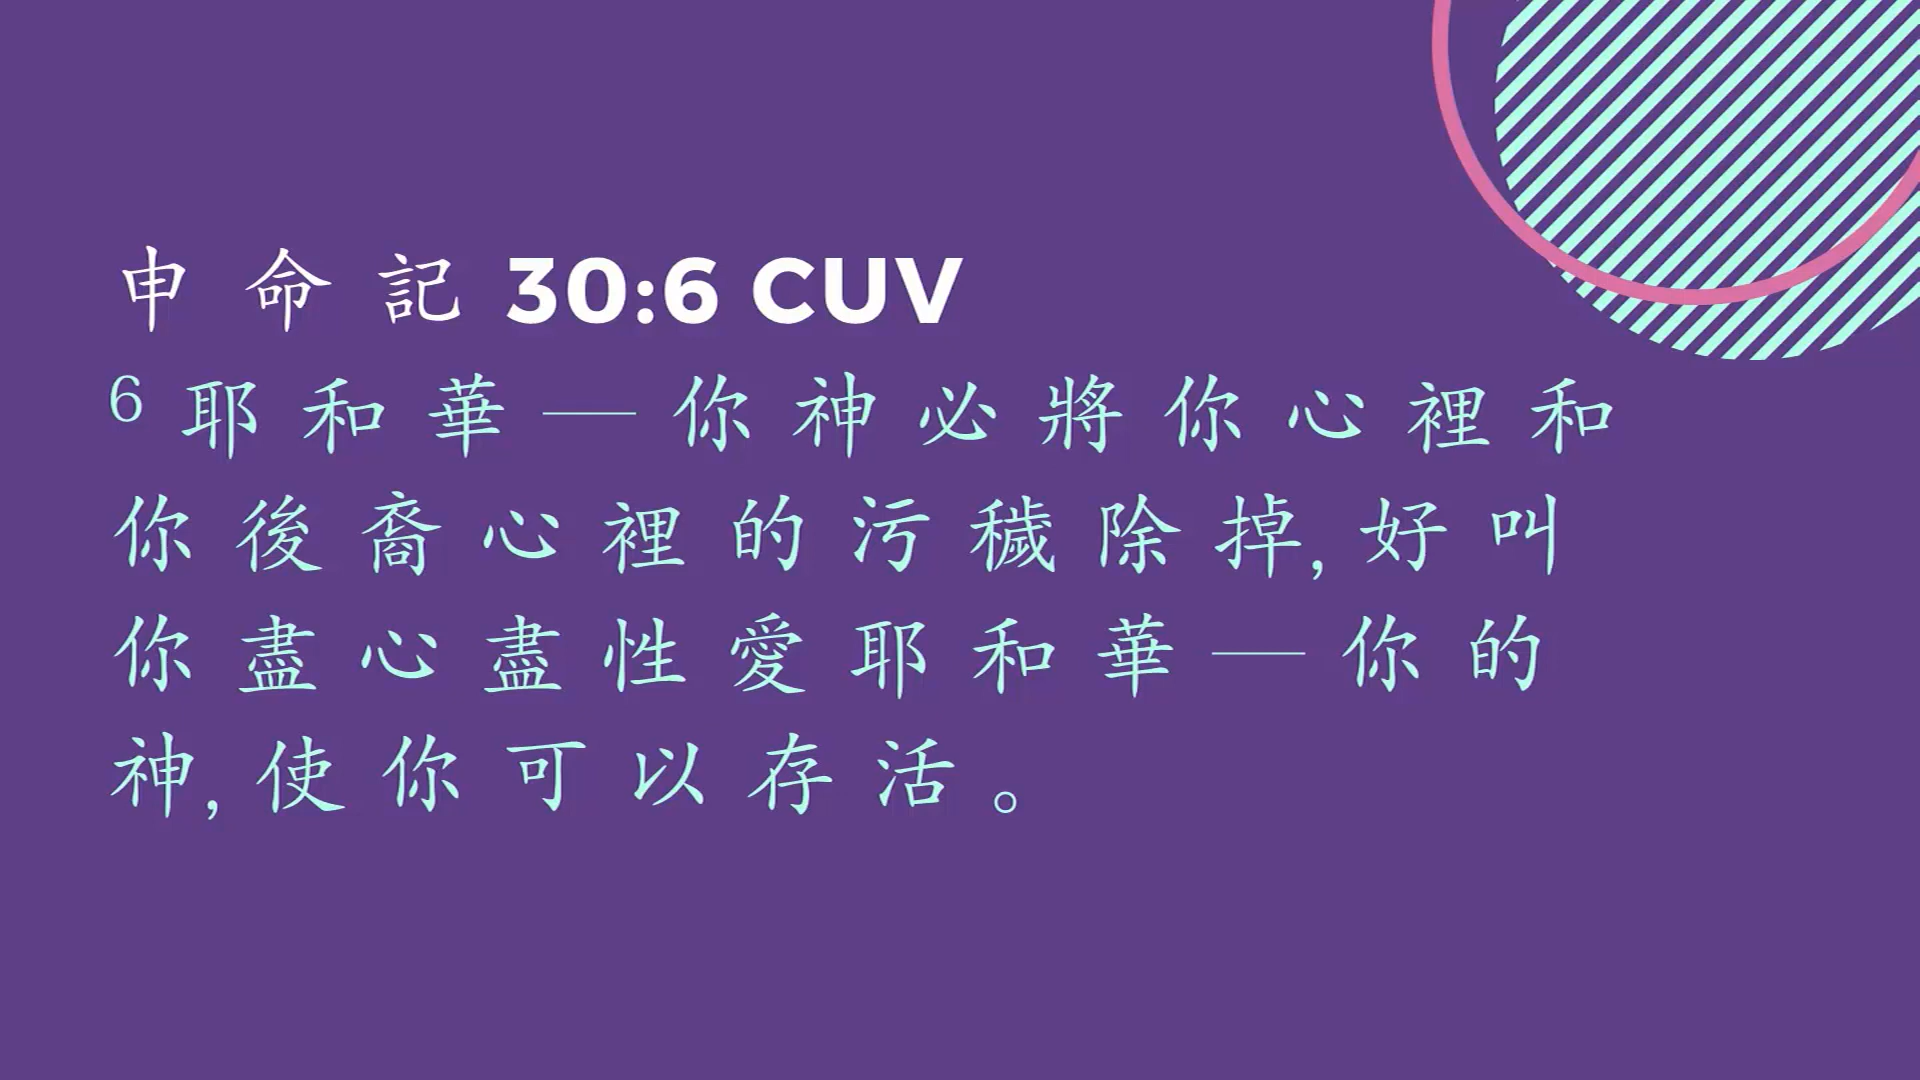 申命記 30:6 CUV
6 耶和華—你神必將你心裡和
你後裔心裡的污穢除掉,好叫
你盡心盡性愛耶和華—你的
神,使你可以存活。